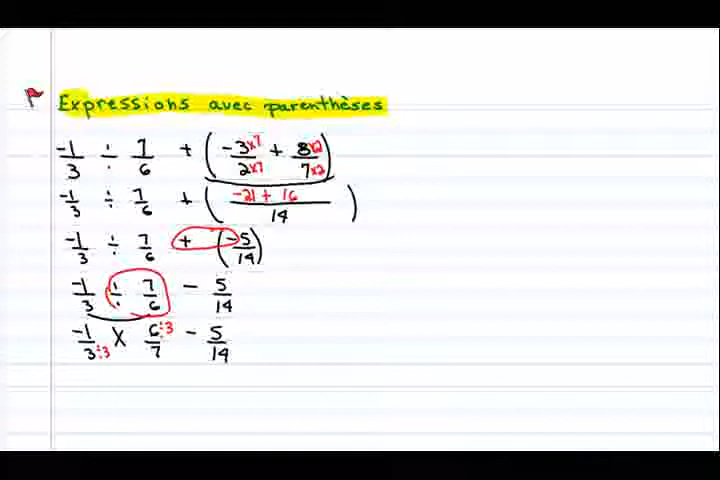 Expressions avec parenthèses
-1/3 ÷ 7/6 + (-3×7/2×7 + 8×2/7×2)
-1/3 ÷ 7/6 + (-21 + 16/14)
-1/3 ÷ 7/6 + (-5/14)
-1/3 ÷ 7/6 - 5/14
-1/3÷3 × 6÷3/7 - 5/14